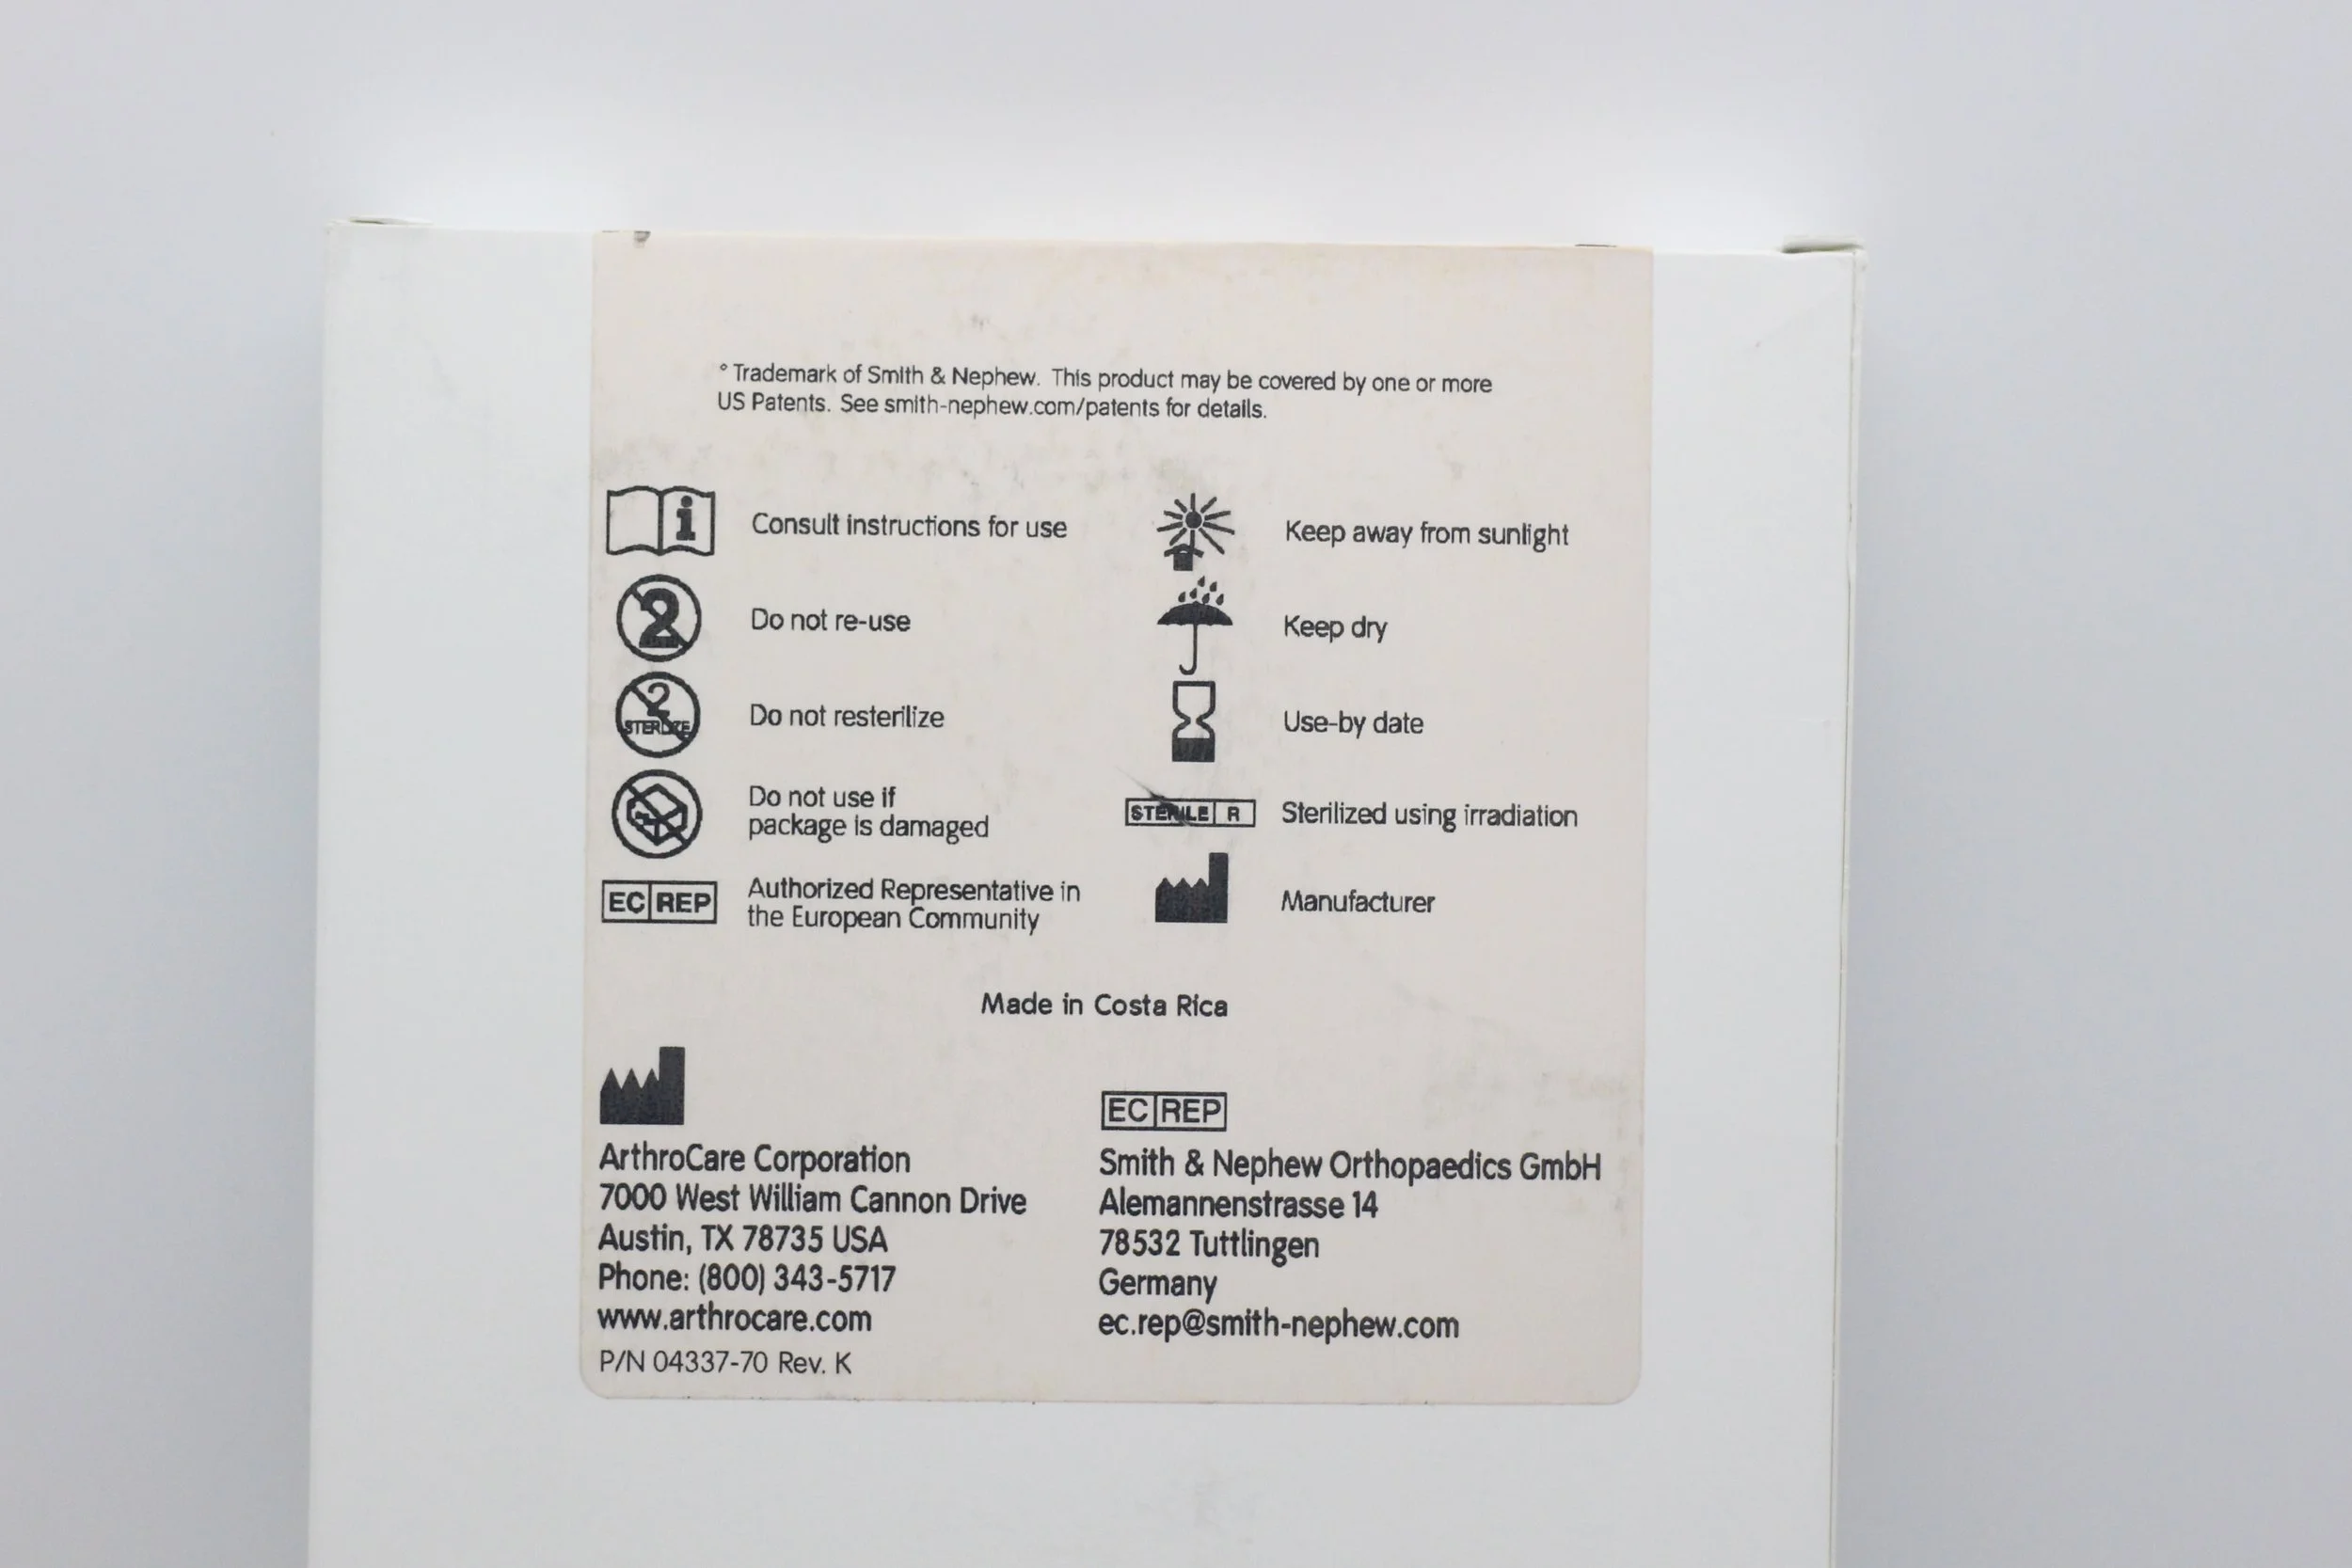 ° Trademark of Smith & Nephew. This product may be covered by one or more
US Patents. See smith-nephew.com/patents for details.
i Consult instructions for use
2 Do not re-use
2 STERILIZE Do not resterilize
Do not use if
package is damaged
EC REP Authorized Representative in
the European Community
Keep away from sunlight
Keep dry
Use-by date
STERILE R Sterilized using irradiation
Manufacturer
Made in Costa Rica
ArthroCare Corporation
7000 West William Cannon Drive
Austin, TX 78735 USA
Phone: (800) 343-5717
www.arthrocare.com
P/N 04337-70 Rev. K
EC REP
Smith & Nephew Orthopaedics GmbH
Alemannenstrasse 14
78532 Tuttlingen
Germany
ec.rep@smith-nephew.com